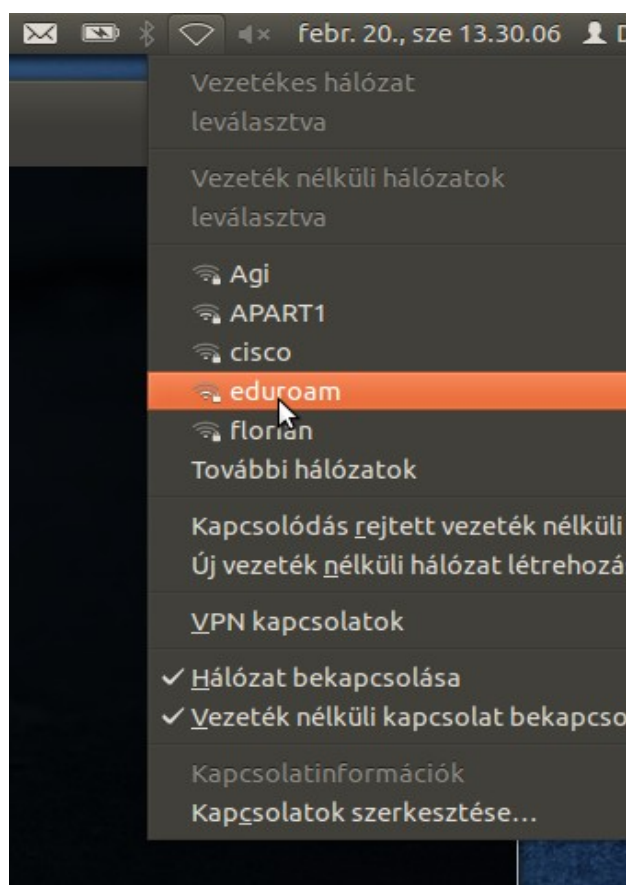 febr. 20., sze 13.30.06
Vezetékes hálózat
leválasztva
Vezeték nélküli hálózatok
leválasztva
Agi
APART1
cisco
eduroam
florian
További hálózatok
Kapcsolódás rejtett vezeték nélküli
Új vezeték nélküli hálózat létrehozá
VPN kapcsolatok
Hálózat bekapcsolása
Vezeték nélküli kapcsolat bekapcso
Kapcsolatinformációk
Kapcsolatok szerkesztése...